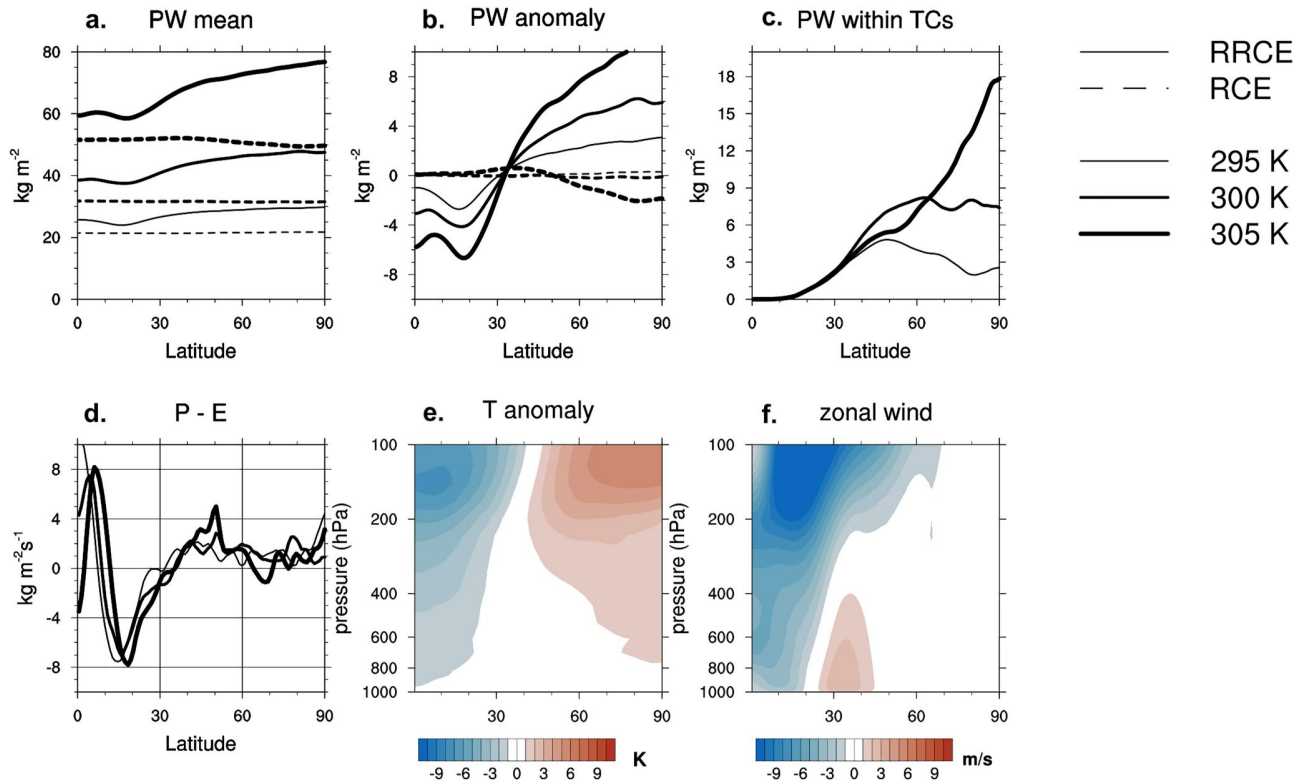 a. PW mean
b. PW anomaly
c. PW within TCs
RRCE
RCE
295 K
300 K
305 K
kg m-2
80
60
40
20
0
0 30 60 90
Latitude
kg m-2
8
4
0
-4
-8
0 30 60 90
Latitude
kg m-2
18
15
12
9
6
3
0
0 30 60 90
Latitude
d. P - E
e. T anomaly
f. zonal wind
kg m-2s-1
8
4
0
-4
-8
0 30 60 90
Latitude
pressure (hPa)
100
200
400
600
800
1000
0 30 60 90
-9 -6 -3 0 3 6 9 K
pressure (hPa)
100
200
400
600
800
1000
0 30 60 90
-9 -6 -3 0 3 6 9 m/s